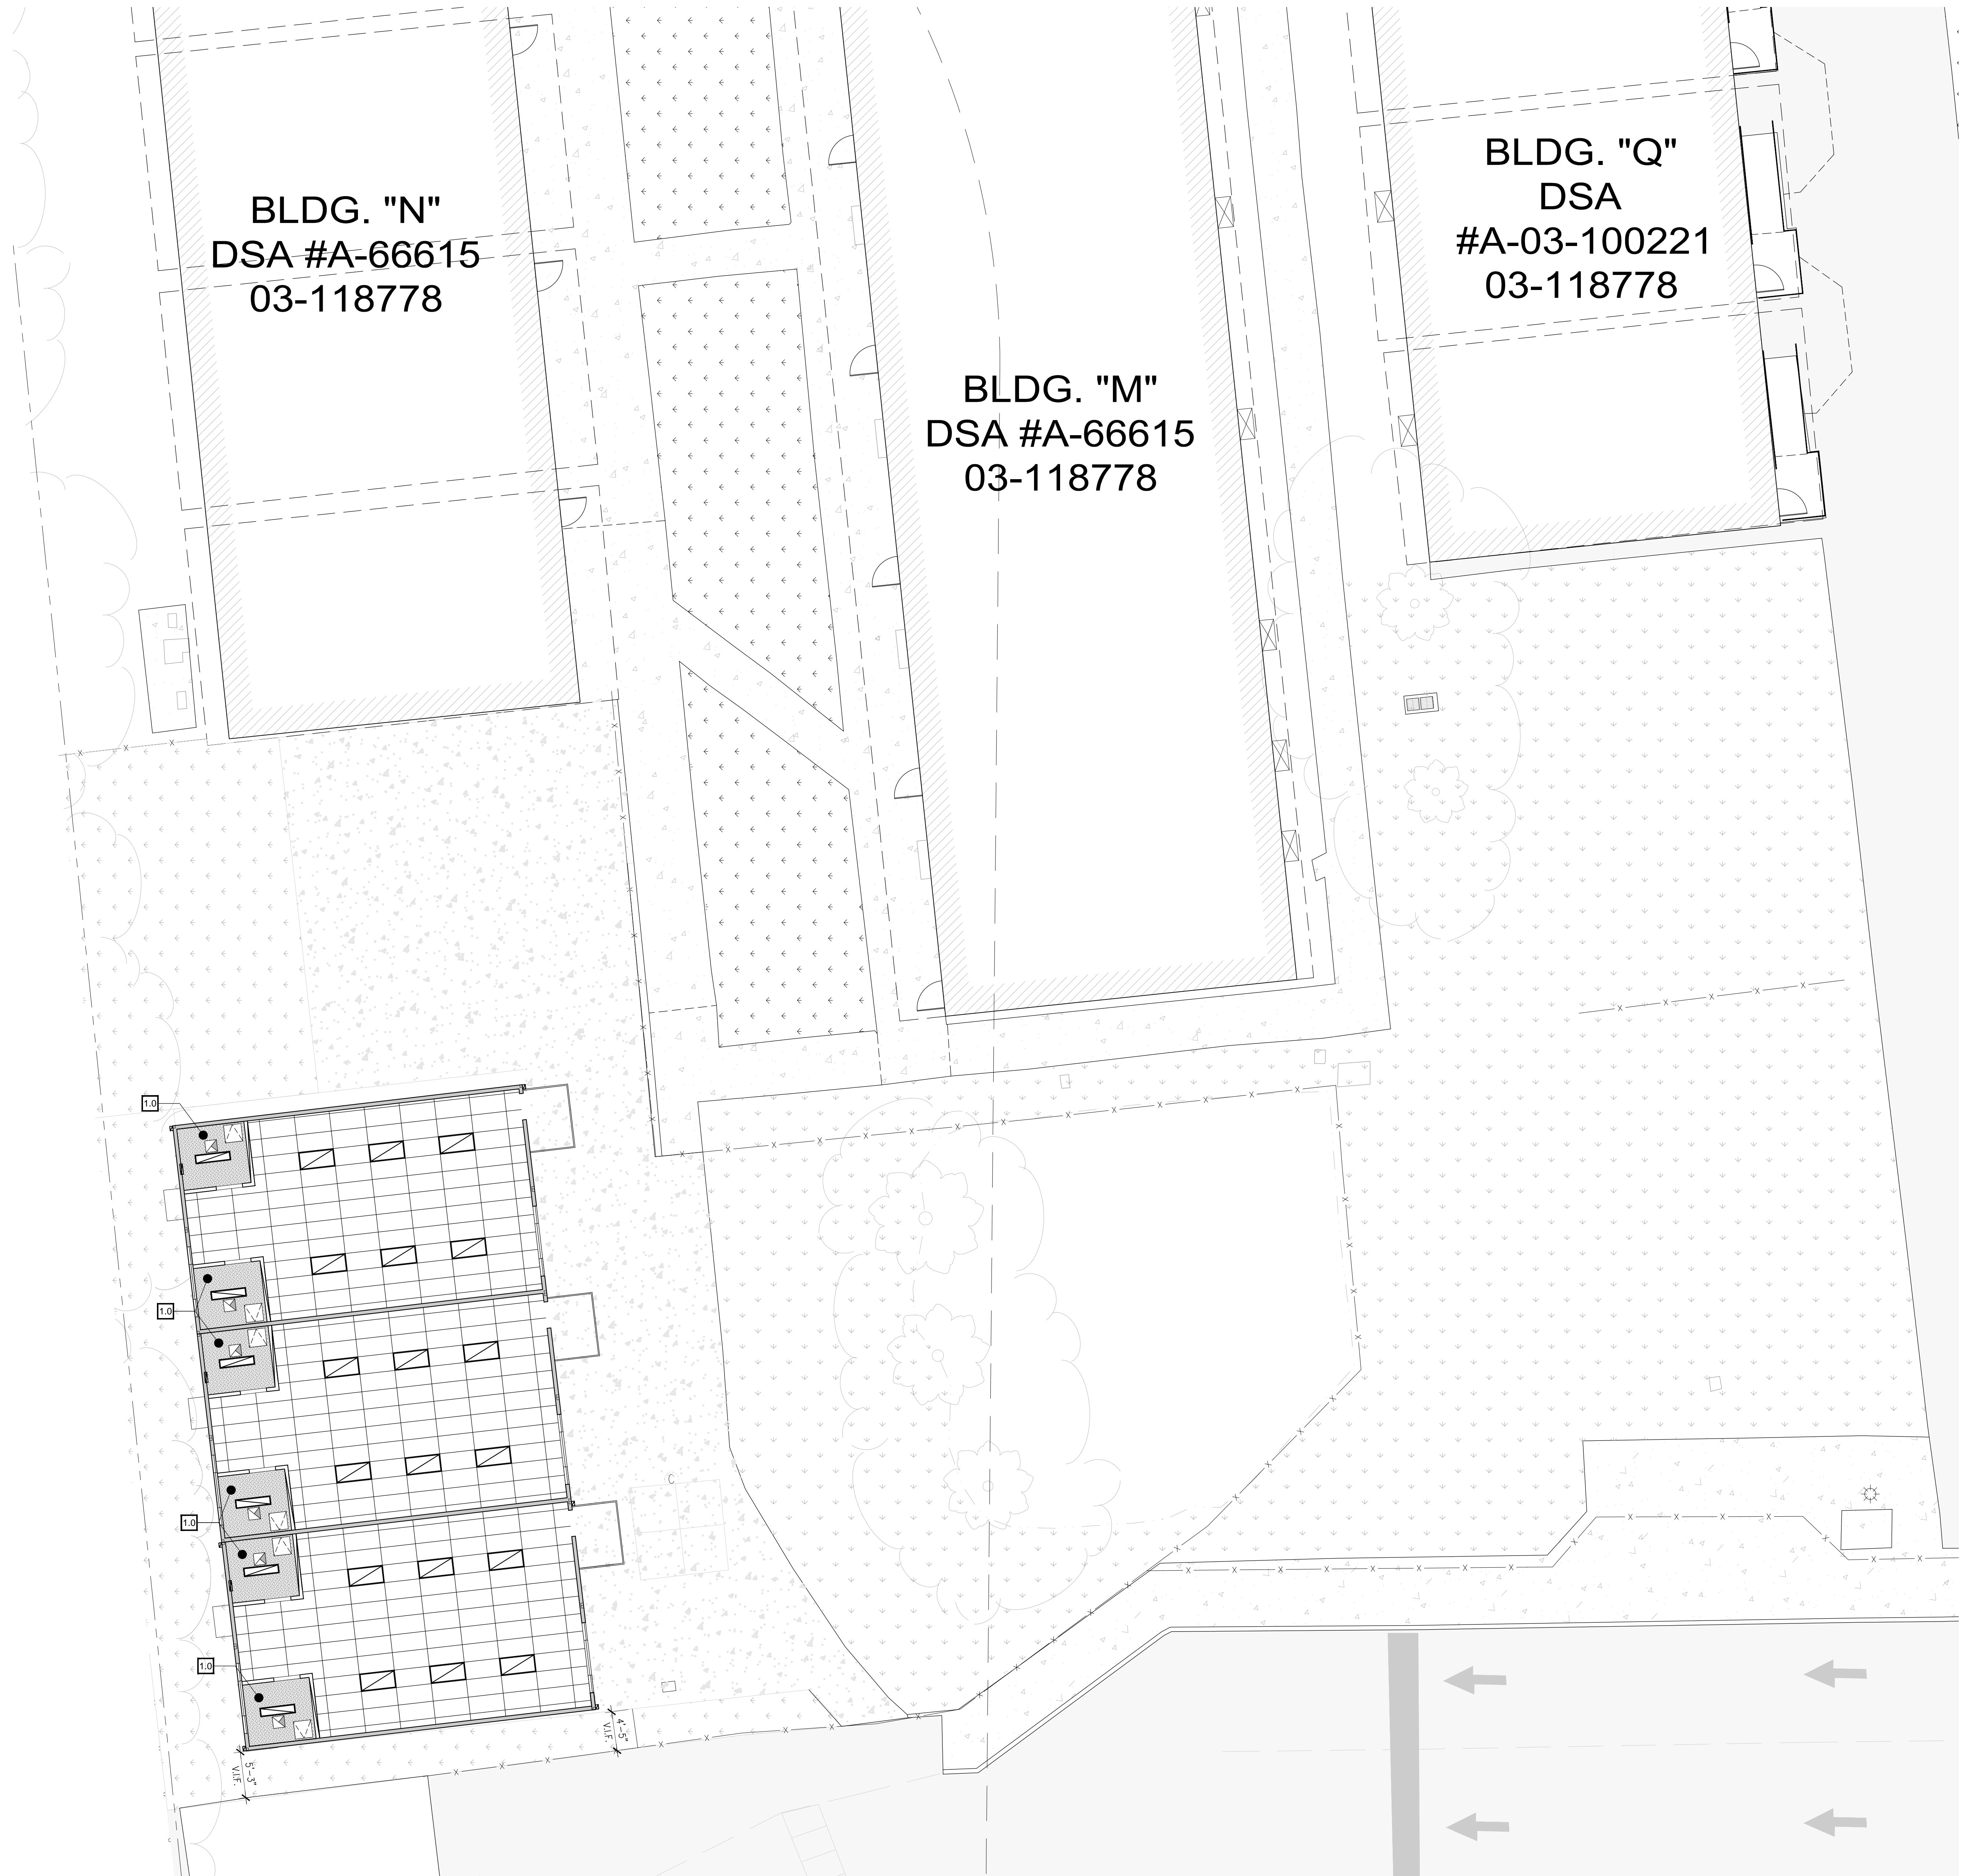 BLDG. "N"
DSA #A-66615
03-118778
BLDG. "M"
DSA #A-66615
03-118778
BLDG. "Q"
DSA
#A-03-100221
03-118778
1.0
1.0
1.0
1.0
C
4'-5"
V.I.F.
5'-3"
V.I.F.